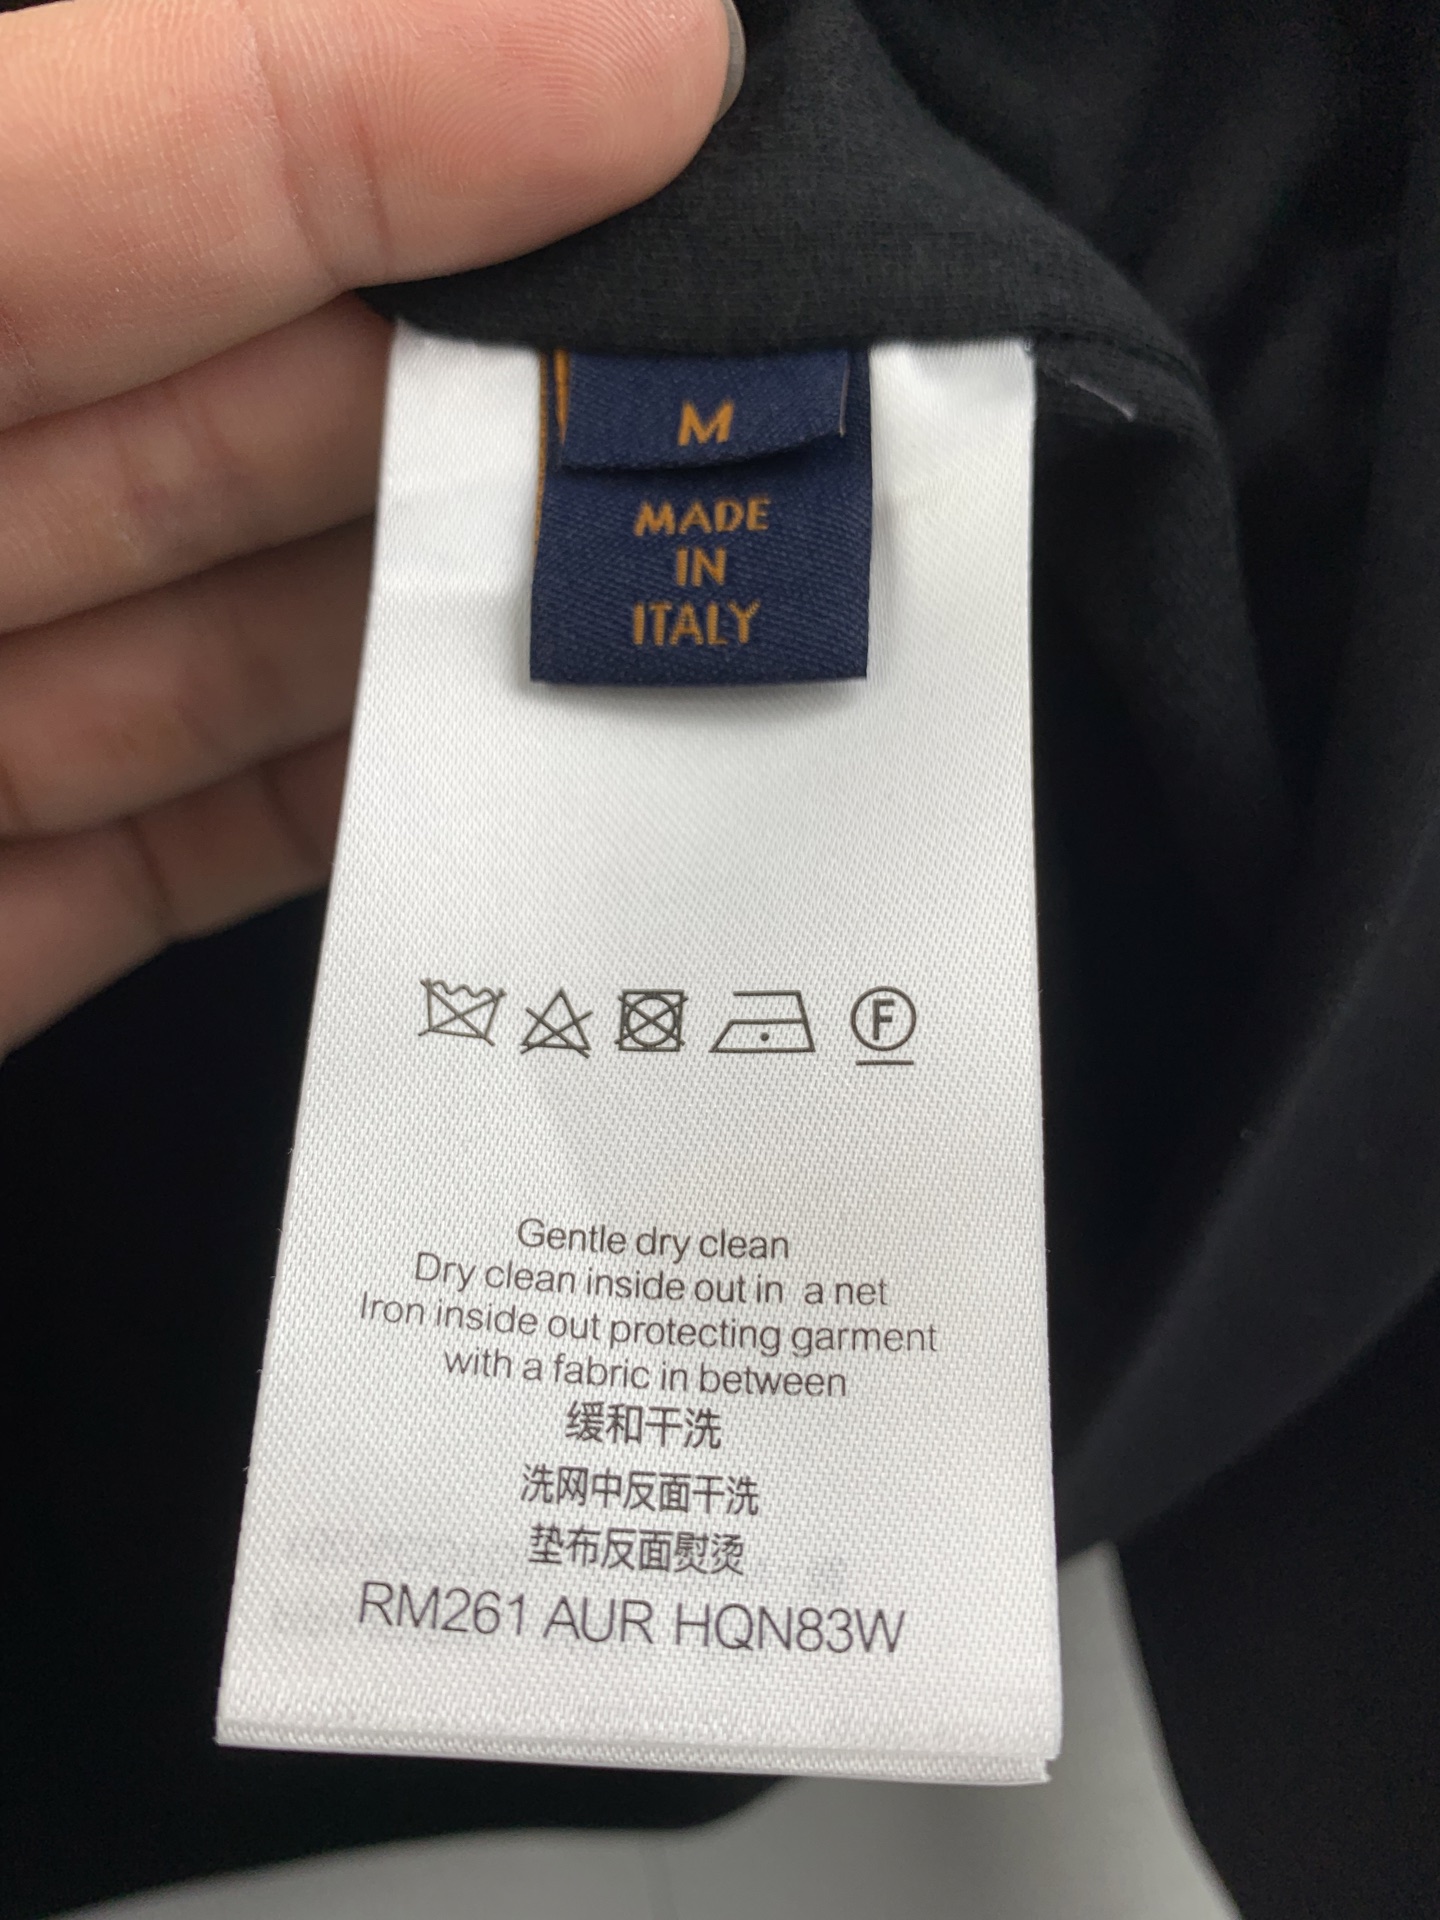 M
MADE
IN
ITALY
F
Gentle dry clean
Dry clean inside out in a net
Iron inside out protecting garment
with a fabric in between
缓和干洗
洗网中反面干洗
垫布反面熨烫
RM261 AUR HQN83W